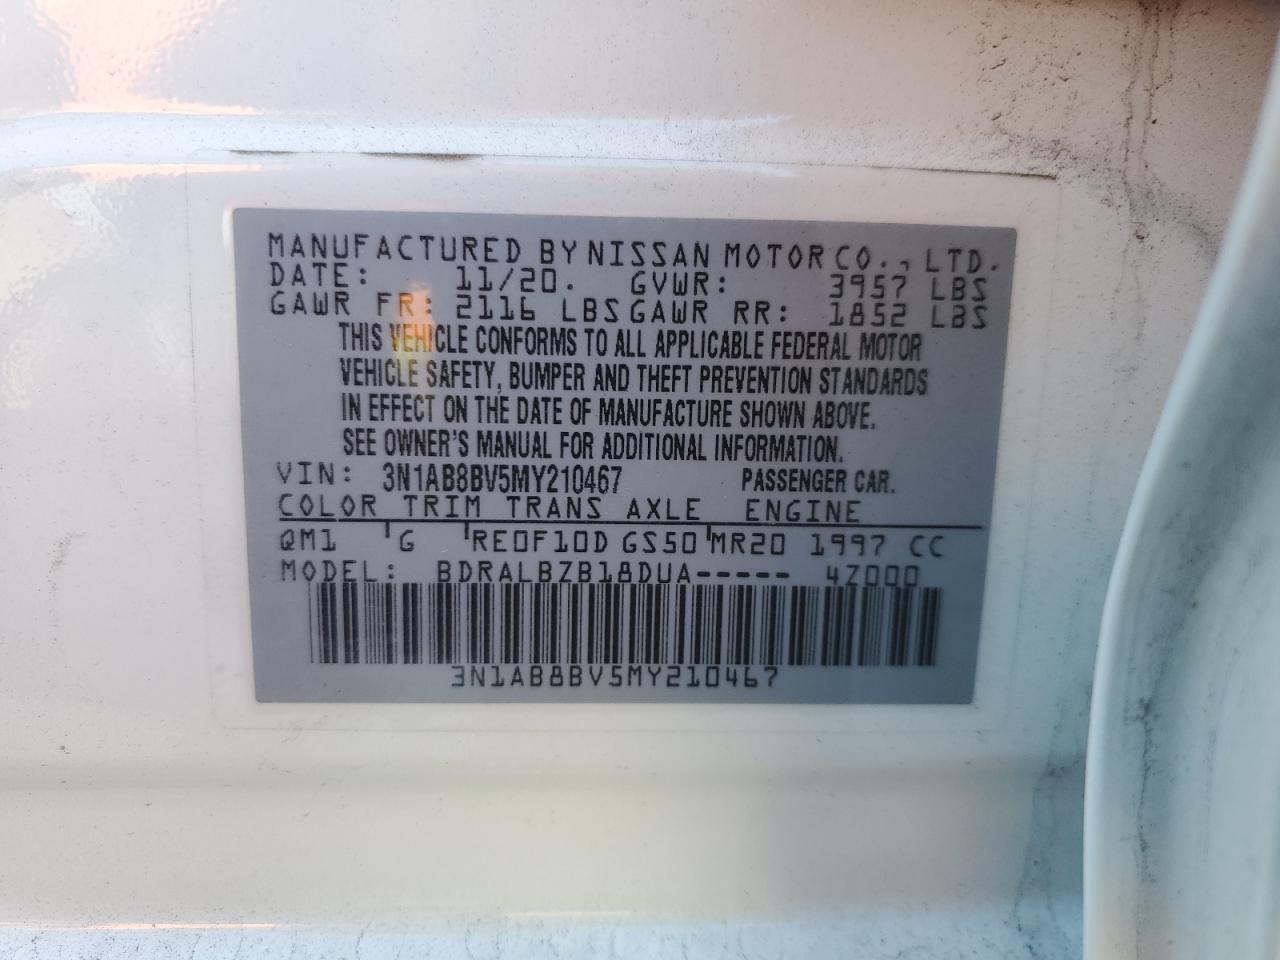 MANUFACTURED BY NISSAN MOTOR CO., LTD.
DATE: 11/20. GVWR: 3957 LBS
GAWR FR: 2116 LBS GAWR RR: 1852 LBS
THIS VEHICLE CONFORMS TO ALL APPLICABLE FEDERAL MOTOR
VEHICLE SAFETY, BUMPER AND THEFT PREVENTION STANDARDS
IN EFFECT ON THE DATE OF MANUFACTURE SHOWN ABOVE.
SEE OWNER'S MANUAL FOR ADDITIONAL INFORMATION.
VIN: 3N1AB8BV5MY210467 PASSENGER CAR.
COLOR TRIM TRANS AXLE ENGINE
QM1 G RE0F10D GS50 MR20 1997 CC
MODEL: BDRALBZB18DUA----- 4Z000
3N1AB8BV5MY210467